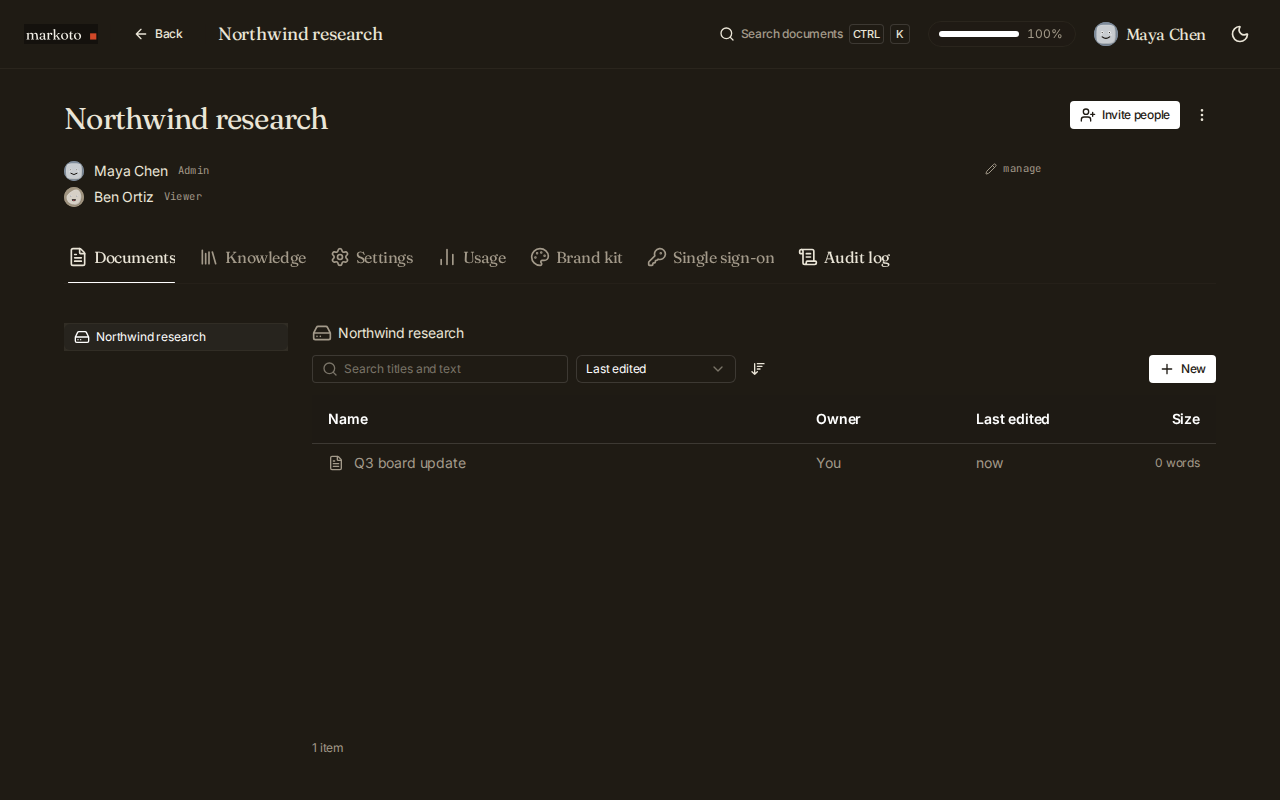 markoto
Back
Northwind research
Search documents CTRL K
100%
Maya Chen
Northwind research
Invite people
Maya Chen Admin
manage
Ben Ortiz Viewer
Documents Knowledge Settings Usage Brand kit Single sign-on Audit log
Northwind research
Northwind research
Search titles and text
Last edited
New
Name Owner Last edited Size
Q3 board update You now 0 words
1 item